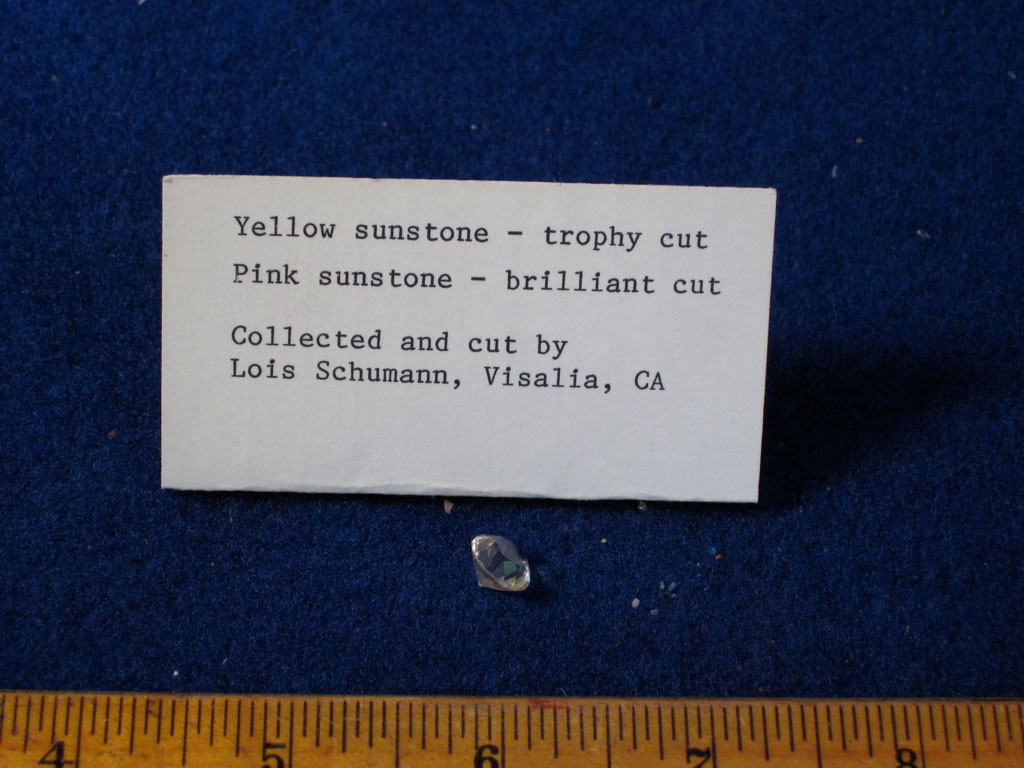 Yellow sunstone - trophy cut
Pink sunstone - brilliant cut
Collected and cut by
Lois Schumann, Visalia, CA
4 5 6 7 8